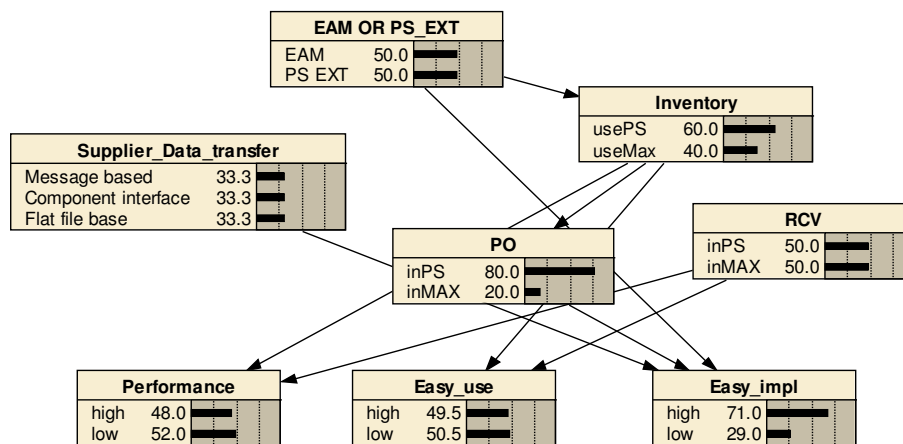 EAM OR PS_EXT
EAM 50.0
PS EXT 50.0
Inventory
usePS 60.0
useMax 40.0
Supplier_Data_transfer
Message based 33.3
Component interface 33.3
Flat file base 33.3
RCV
inPS 50.0
inMAX 50.0
PO
inPS 80.0
inMAX 20.0
Performance
high 48.0
low 52.0
Easy_use
high 49.5
low 50.5
Easy_impl
high 71.0
low 29.0